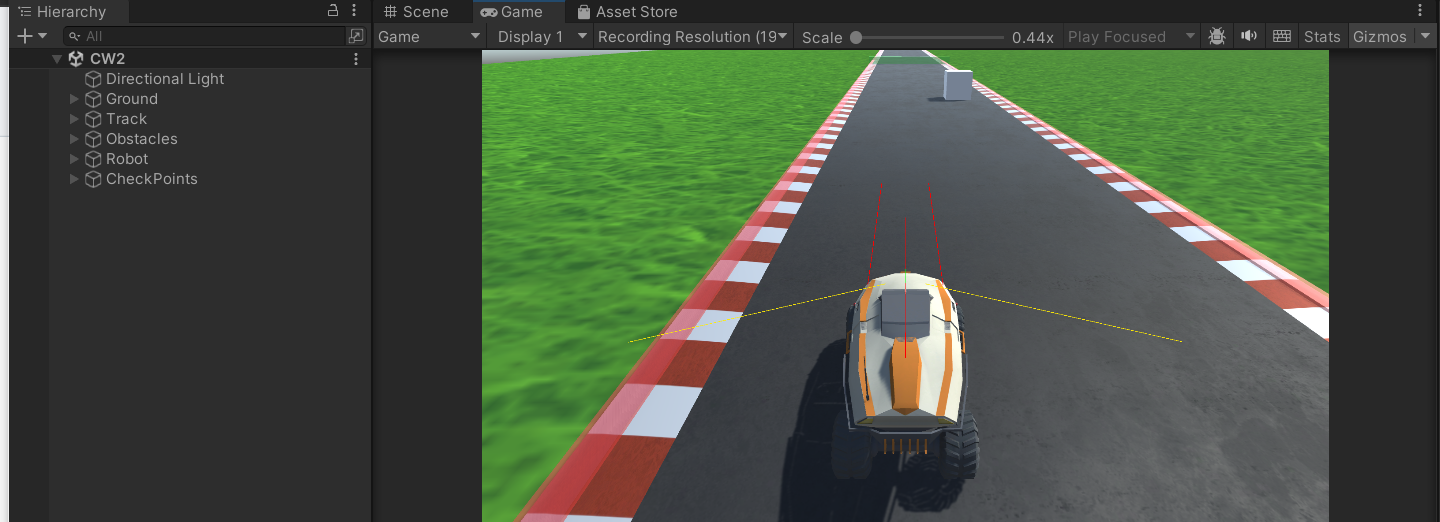 Hierarchy
All
CW2
Directional Light
Ground
Track
Obstacles
Robot
CheckPoints
Scene Game Asset Store
Game Display 1 Recording Resolution (19 Scale 0.44x Play Focused Stats Gizmos